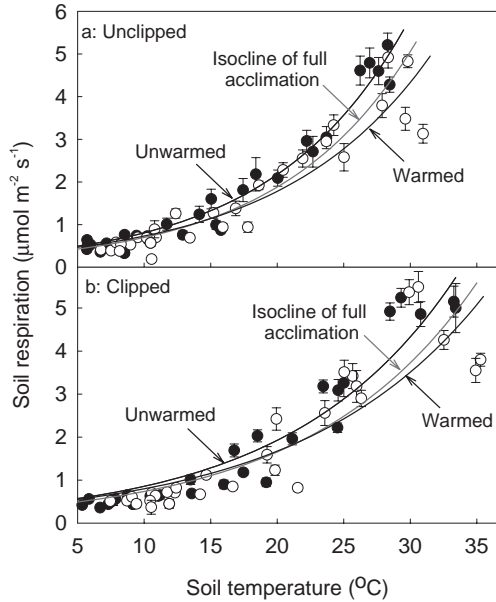 a: Unclipped
Isocline of full
acclimation
Unwarmed
Warmed
6
5
4
3
2
1
0
b: Clipped
Isocline of full
acclimation
Unwarmed
Warmed
6
5
4
3
2
1
0
5 10 15 20 25 30 35
Soil respiration (μmol m⁻² s⁻¹)
Soil temperature (⁰C)